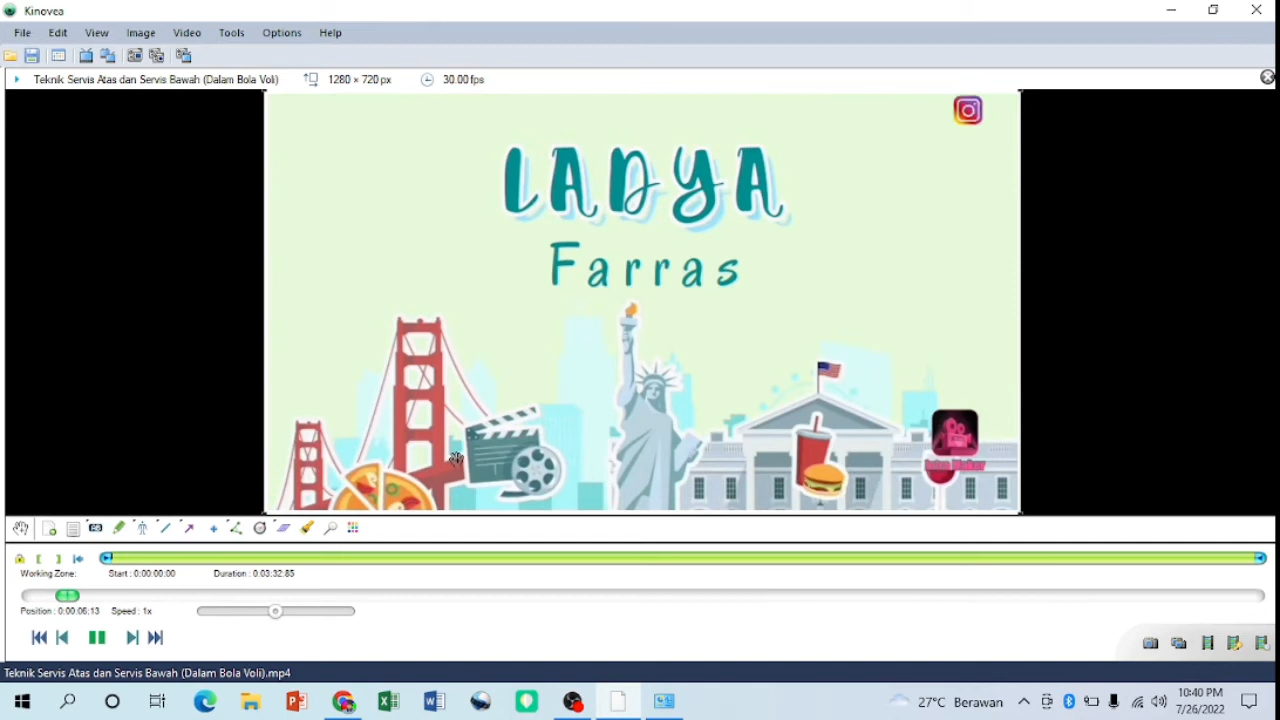 Kinovea
File Edit View Image Video Tools Options Help
Teknik Servis Atas dan Servis Bawah (Dalam Bola Voli) 1280 × 720 px 30.00 fps
LADYA
Farras
Intro Maker
HD
Working Zone: Start : 0:00:00:00 Duration : 0:03:32:85
Position : 0:00:06:13 Speed : 1x
Teknik Servis Atas dan Servis Bawah (Dalam Bola Voli).mp4
27°C Berawan 10:40 PM
7/26/2022